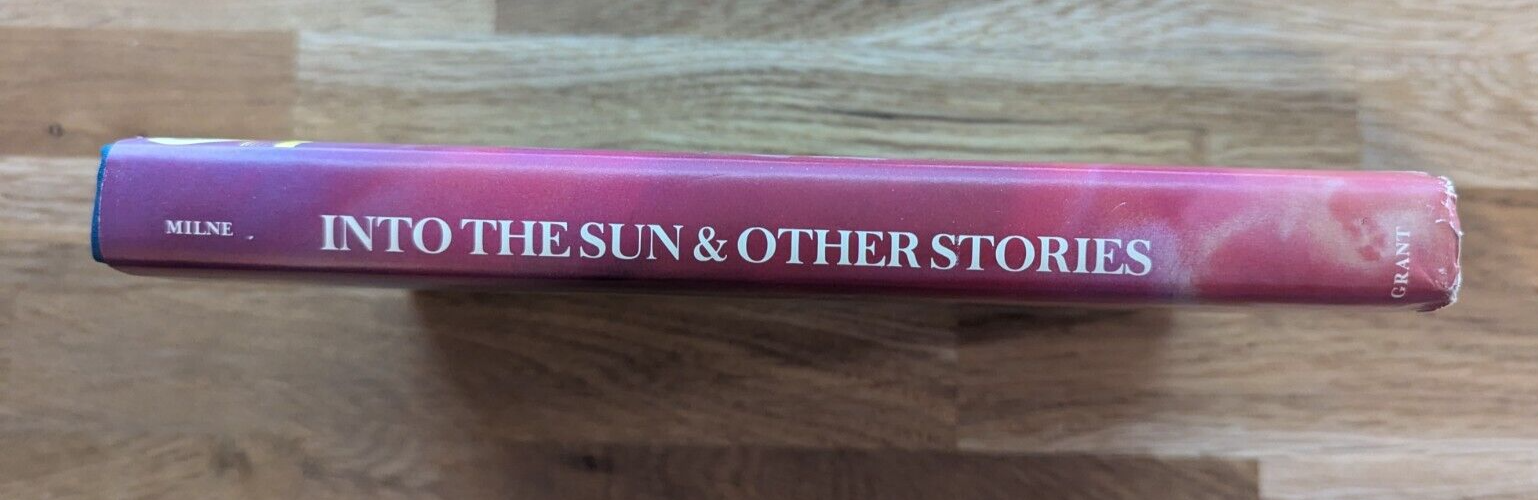 MILNE
INTO THE SUN & OTHER STORIES
GRANT